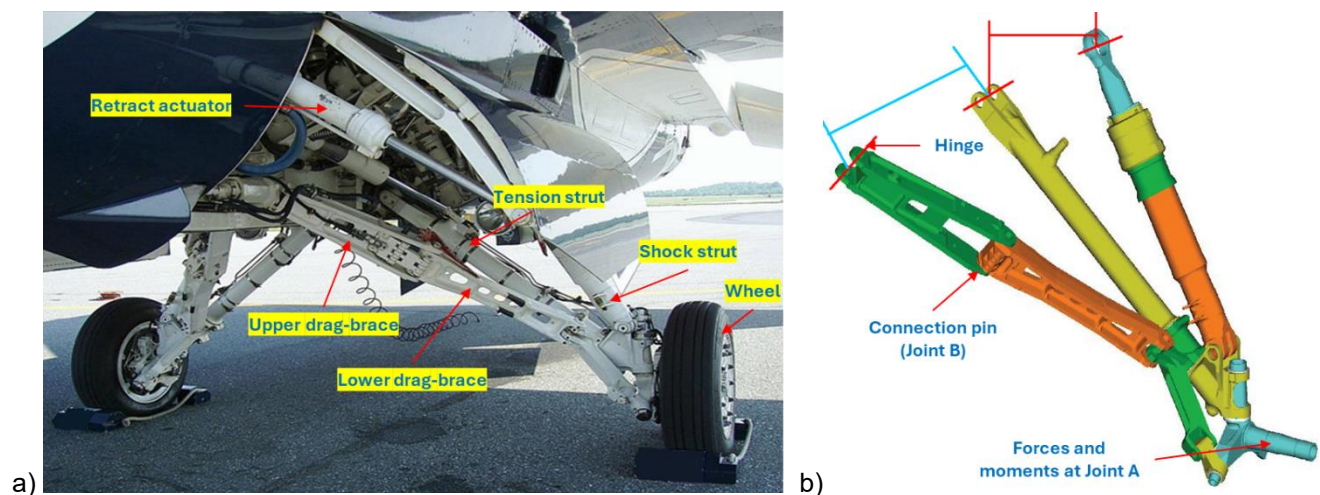 Retract actuator
Tension strut
Shock strut
Wheel
Upper drag-brace
Lower drag-brace
a)
Hinge
Connection pin
(Joint B)
Forces and
moments at Joint A
b)